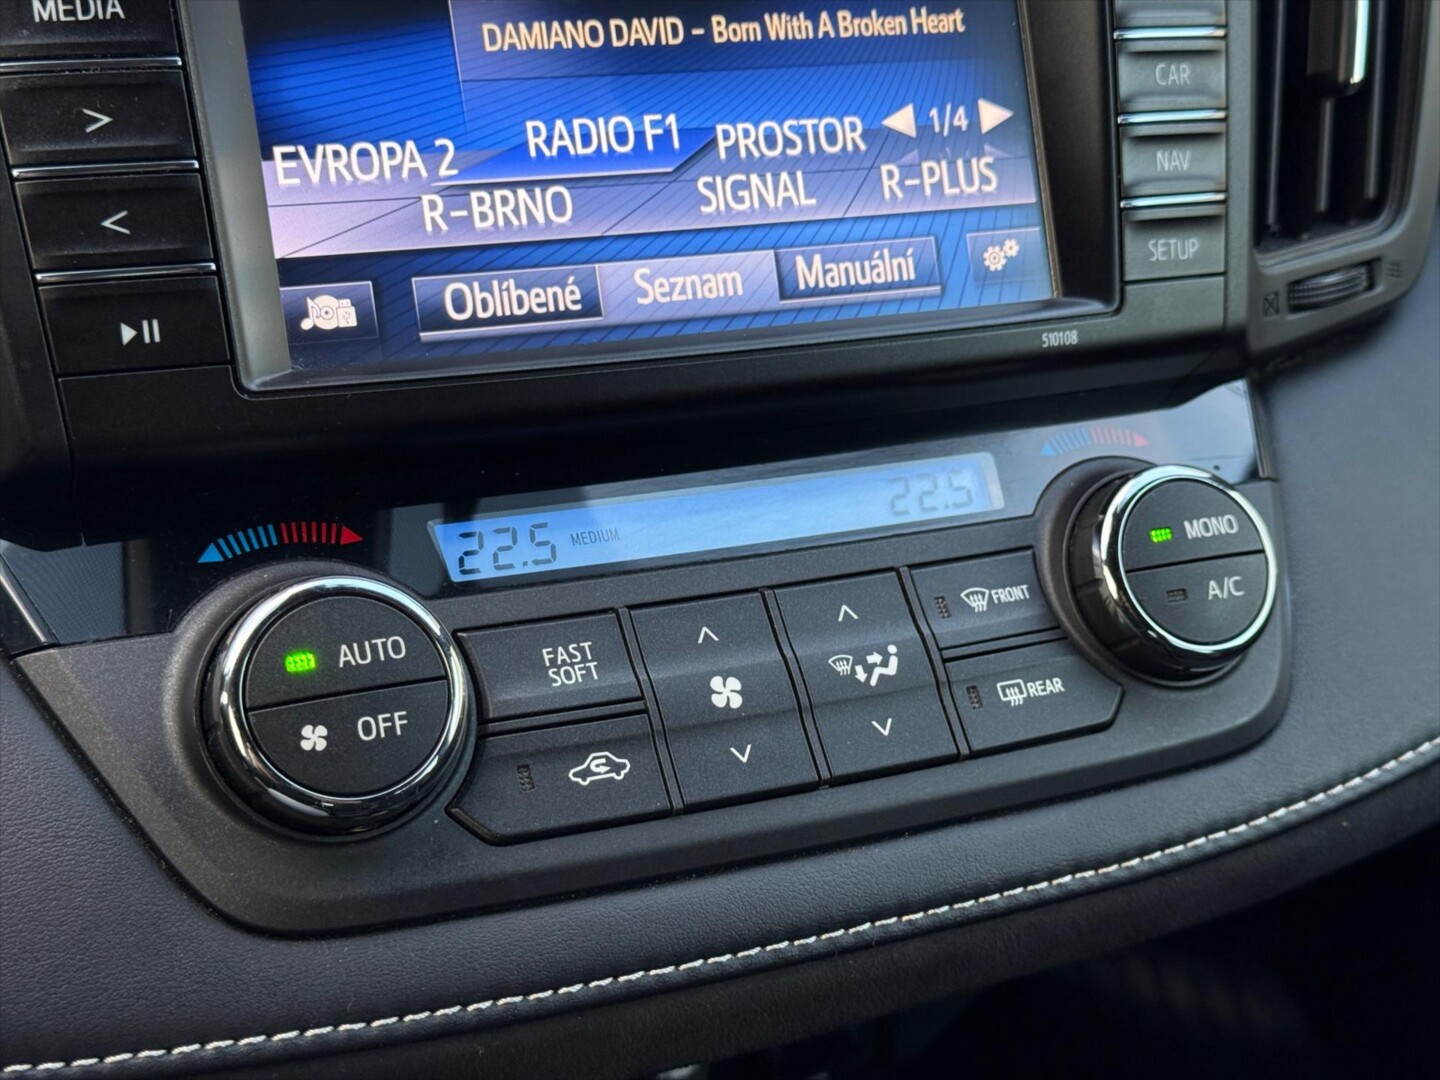 MEDIA
DAMIANO DAVID - Born With A Broken Heart
CAR
EVROPA 2
RADIO F1
PROSTOR
1/4
NAV
R-BRNO
SIGNAL
R-PLUS
SETUP
Oblíbené
Seznam
Manuální
510108
22.5 MEDIUM
22.5
AUTO
OFF
FAST
SOFT
FRONT
REAR
MONO
A/C